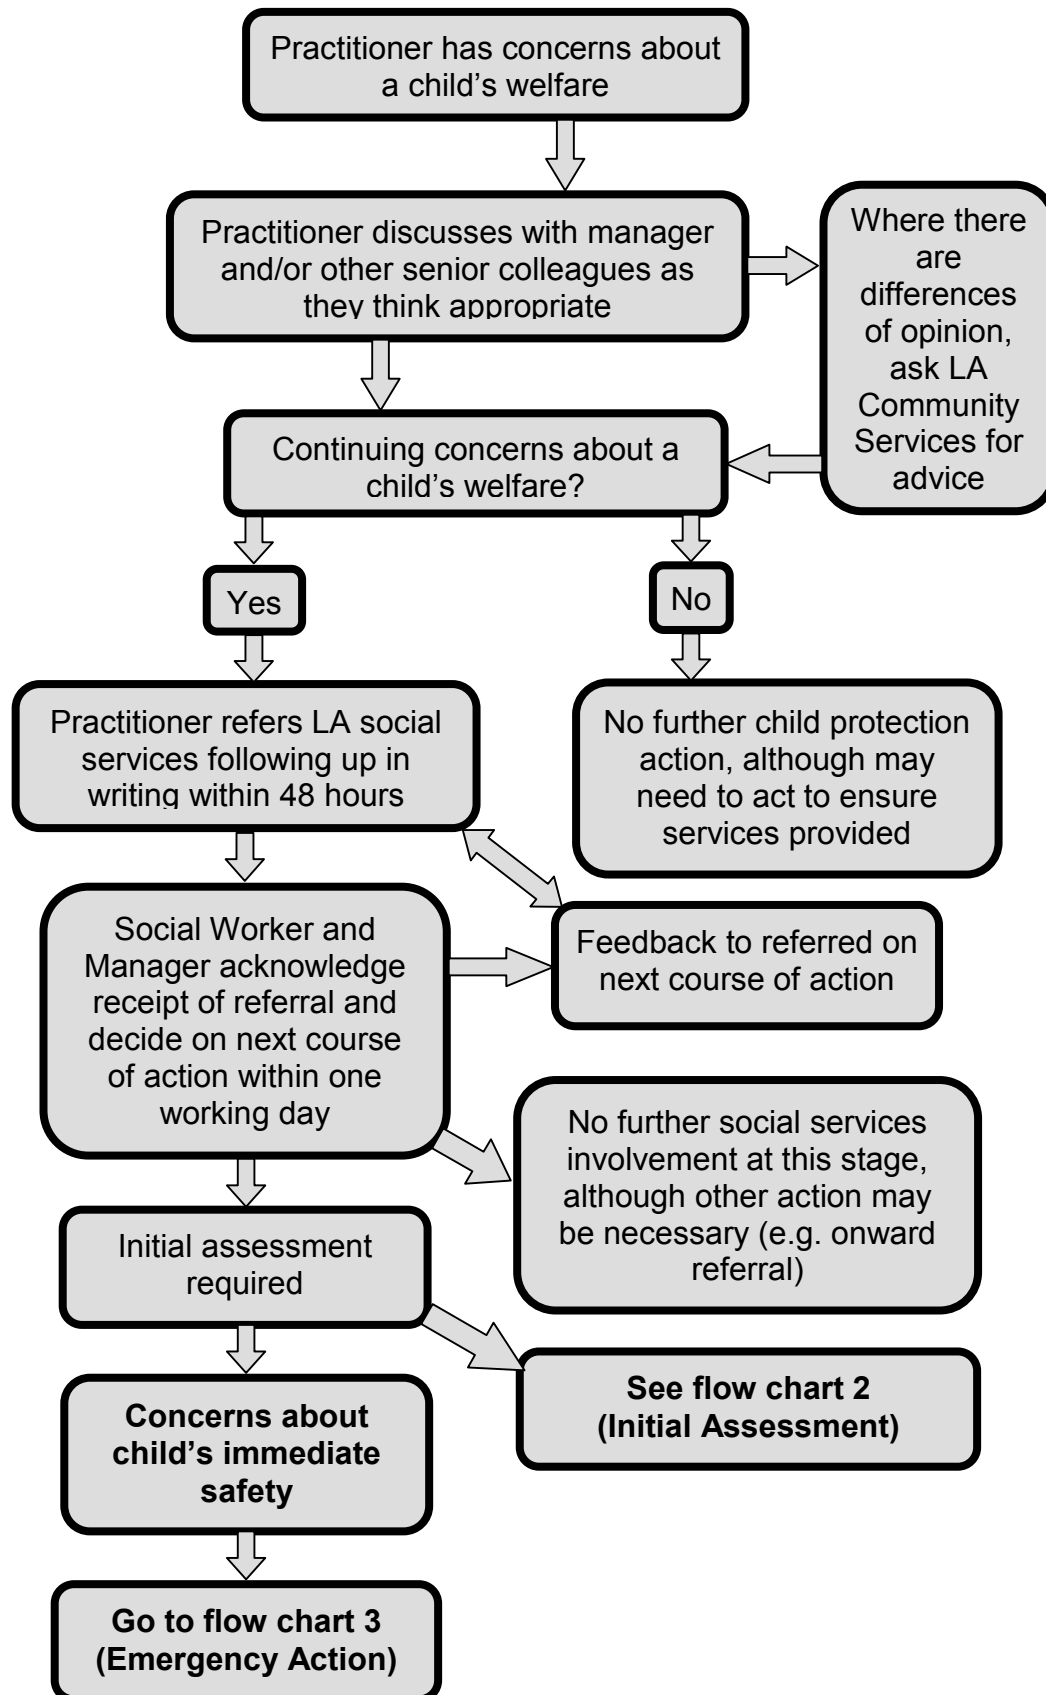 Practitioner has concerns about
a child’s welfare
Practitioner discusses with manager
and/or other senior colleagues as
they think appropriate
Where there
are
differences
of opinion,
ask LA
Community
Services for
advice
Continuing concerns about a
child’s welfare?
Yes
No
Practitioner refers LA social
services following up in
writing within 48 hours
No further child protection
action, although may
need to act to ensure
services provided
Social Worker and
Manager acknowledge
receipt of referral and
decide on next course
of action within one
working day
Feedback to referred on
next course of action
No further social services
involvement at this stage,
although other action may
be necessary (e.g. onward
referral)
Initial assessment
required
See flow chart 2
(Initial Assessment)
Concerns about
child’s immediate
safety
Go to flow chart 3
(Emergency Action)